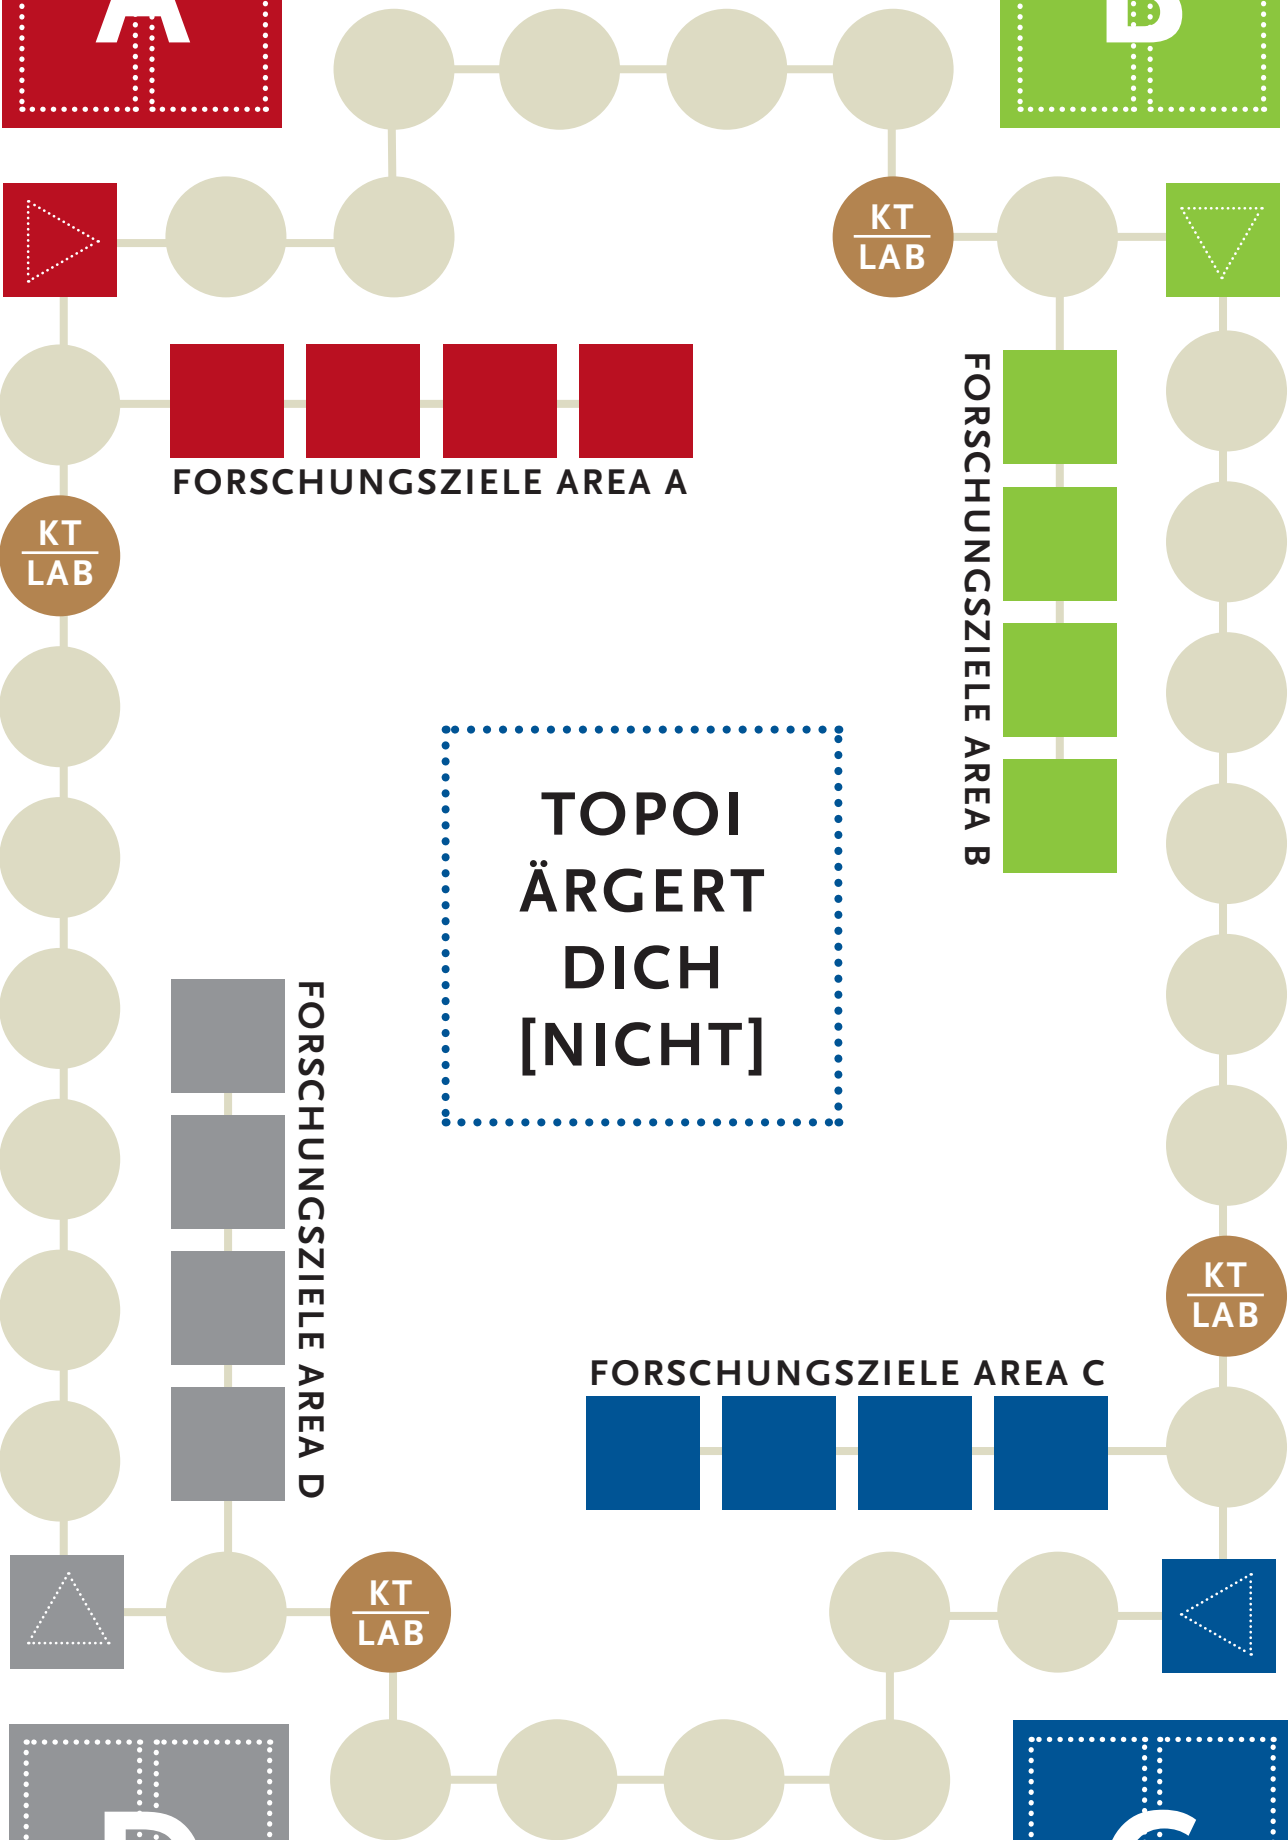 A
B
KT
LAB
FORSCHUNGSZIELE AREA A
FORSCHUNGSZIELE AREA B
KT
LAB
TOPOI
ÄRGERT
DICH
[NICHT]
FORSCHUNGSZIELE AREA D
KT
LAB
FORSCHUNGSZIELE AREA C
KT
LAB
D
C